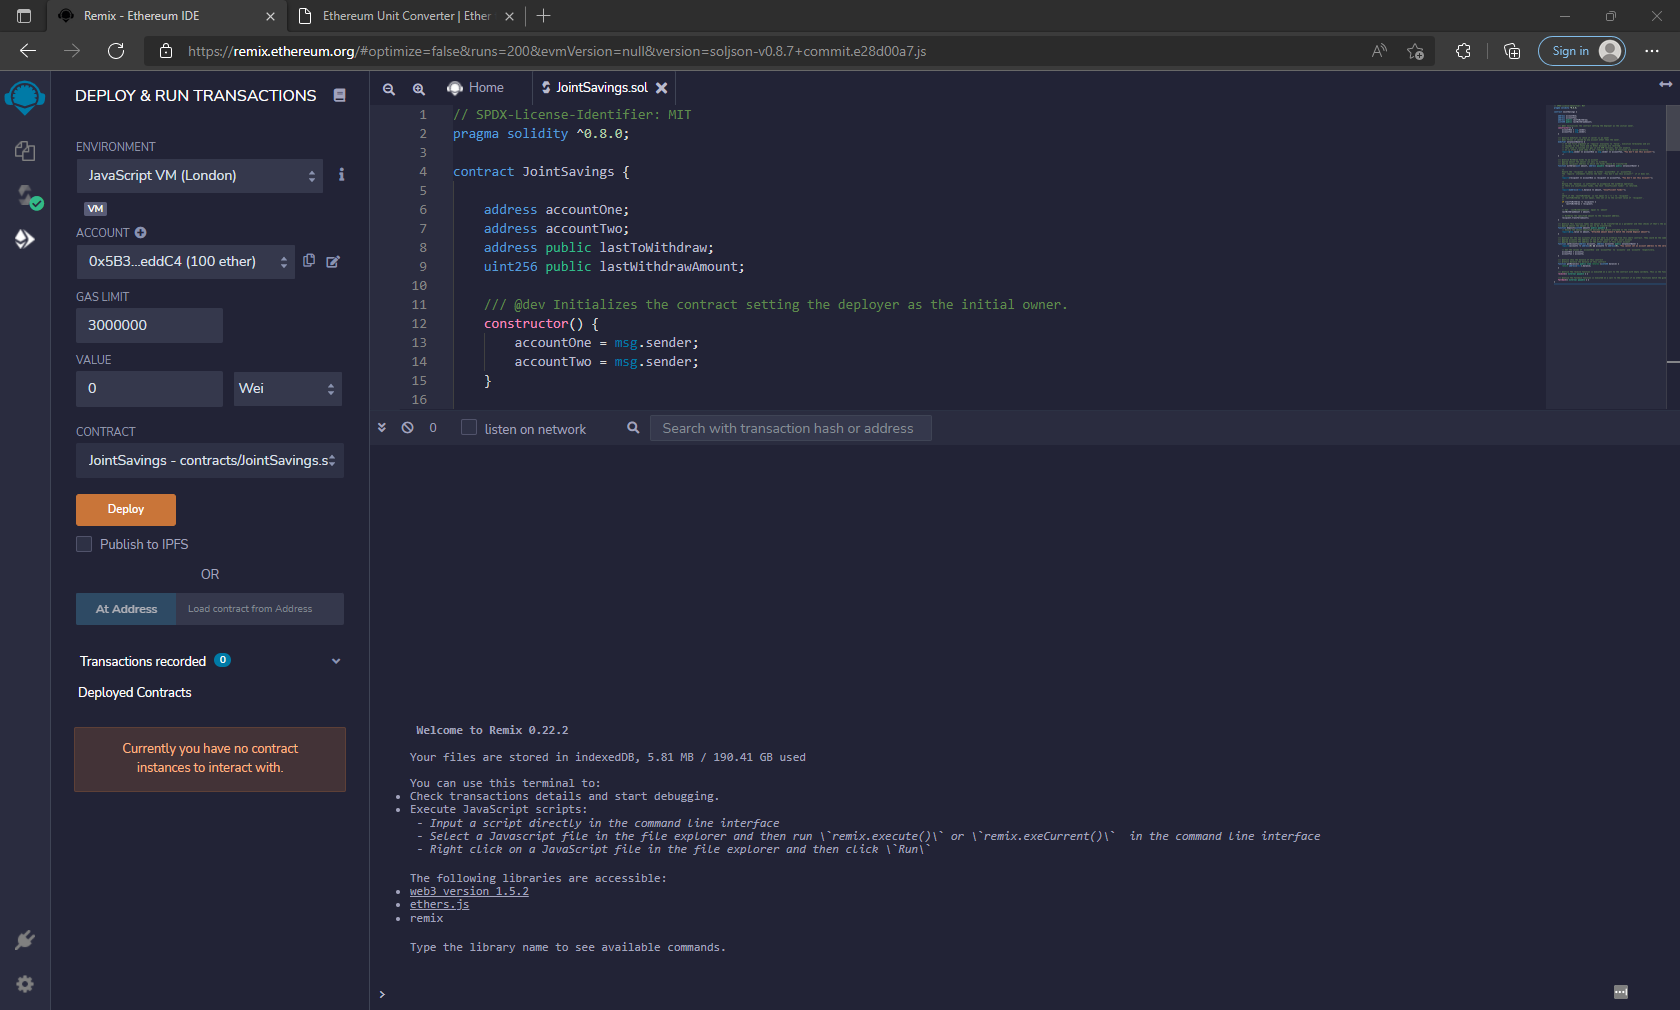 Remix - Ethereum IDE
Ethereum Unit Converter | Ether
https://remix.ethereum.org/#optimize=false&runs=200&evmVersion=null&version=soljson-v0.8.7+commit.e28d00a7.js
Sign in
DEPLOY & RUN TRANSACTIONS
ENVIRONMENT
JavaScript VM (London)
VM
ACCOUNT
0x5B3...eddC4 (100 ether)
GAS LIMIT
3000000
VALUE
0
Wei
CONTRACT
JointSavings - contracts/JointSavings.s
Deploy
Publish to IPFS
OR
At Address
Load contract from Address
Transactions recorded 0
Deployed Contracts
Currently you have no contract
instances to interact with.
Home
JointSavings.sol
1 // SPDX-License-Identifier: MIT
2 pragma solidity ^0.8.0;
3
4 contract JointSavings {
5
6 address accountOne;
7 address accountTwo;
8 address public lastToWithdraw;
9 uint256 public lastWithdrawAmount;
10
11 /// @dev Initializes the contract setting the deployer as the initial owner.
12 constructor() {
13 accountOne = msg.sender;
14 accountTwo = msg.sender;
15 }
16
0
listen on network
Search with transaction hash or address
Welcome to Remix 0.22.2
Your files are stored in indexedDB, 5.81 MB / 190.41 GB used
You can use this terminal to:
• Check transactions details and start debugging.
• Execute JavaScript scripts:
- Input a script directly in the command line interface
- Select a Javascript file in the file explorer and then run \`remix.execute()\` or \`remix.exeCurrent()\` in the command line interface
- Right click on a JavaScript file in the file explorer and then click \`Run\`
The following libraries are accessible:
• web3 version 1.5.2
• ethers.js
• remix
Type the library name to see available commands.
>